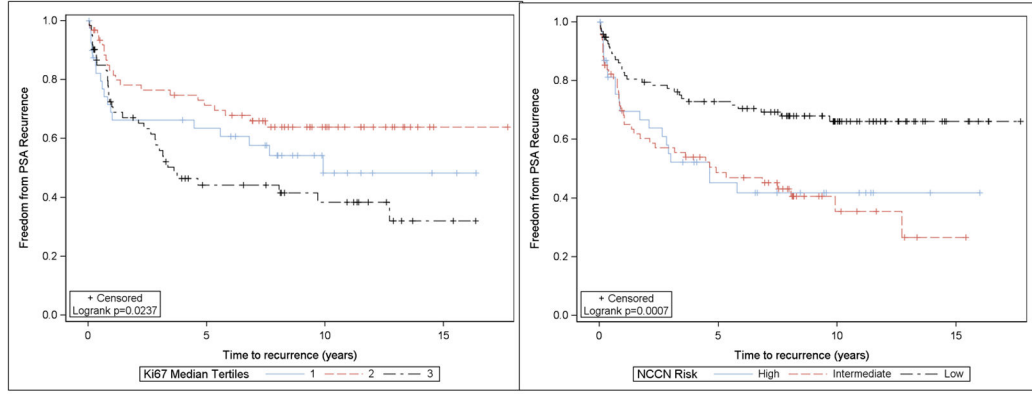 Freedom from PSA Recurrence
1.0
0.8
0.6
0.4
0.2
0.0
+ Censored
Logrank p=0.0237
0 5 10 15
Time to recurrence (years)
Ki67 Median Tertiles 1 2 3
Freedom from PSA Recurrence
1.0
0.8
0.6
0.4
0.2
0.0
+ Censored
Logrank p=0.0007
0 5 10 15
Time to recurrence (years)
NCCN Risk High Intermediate Low